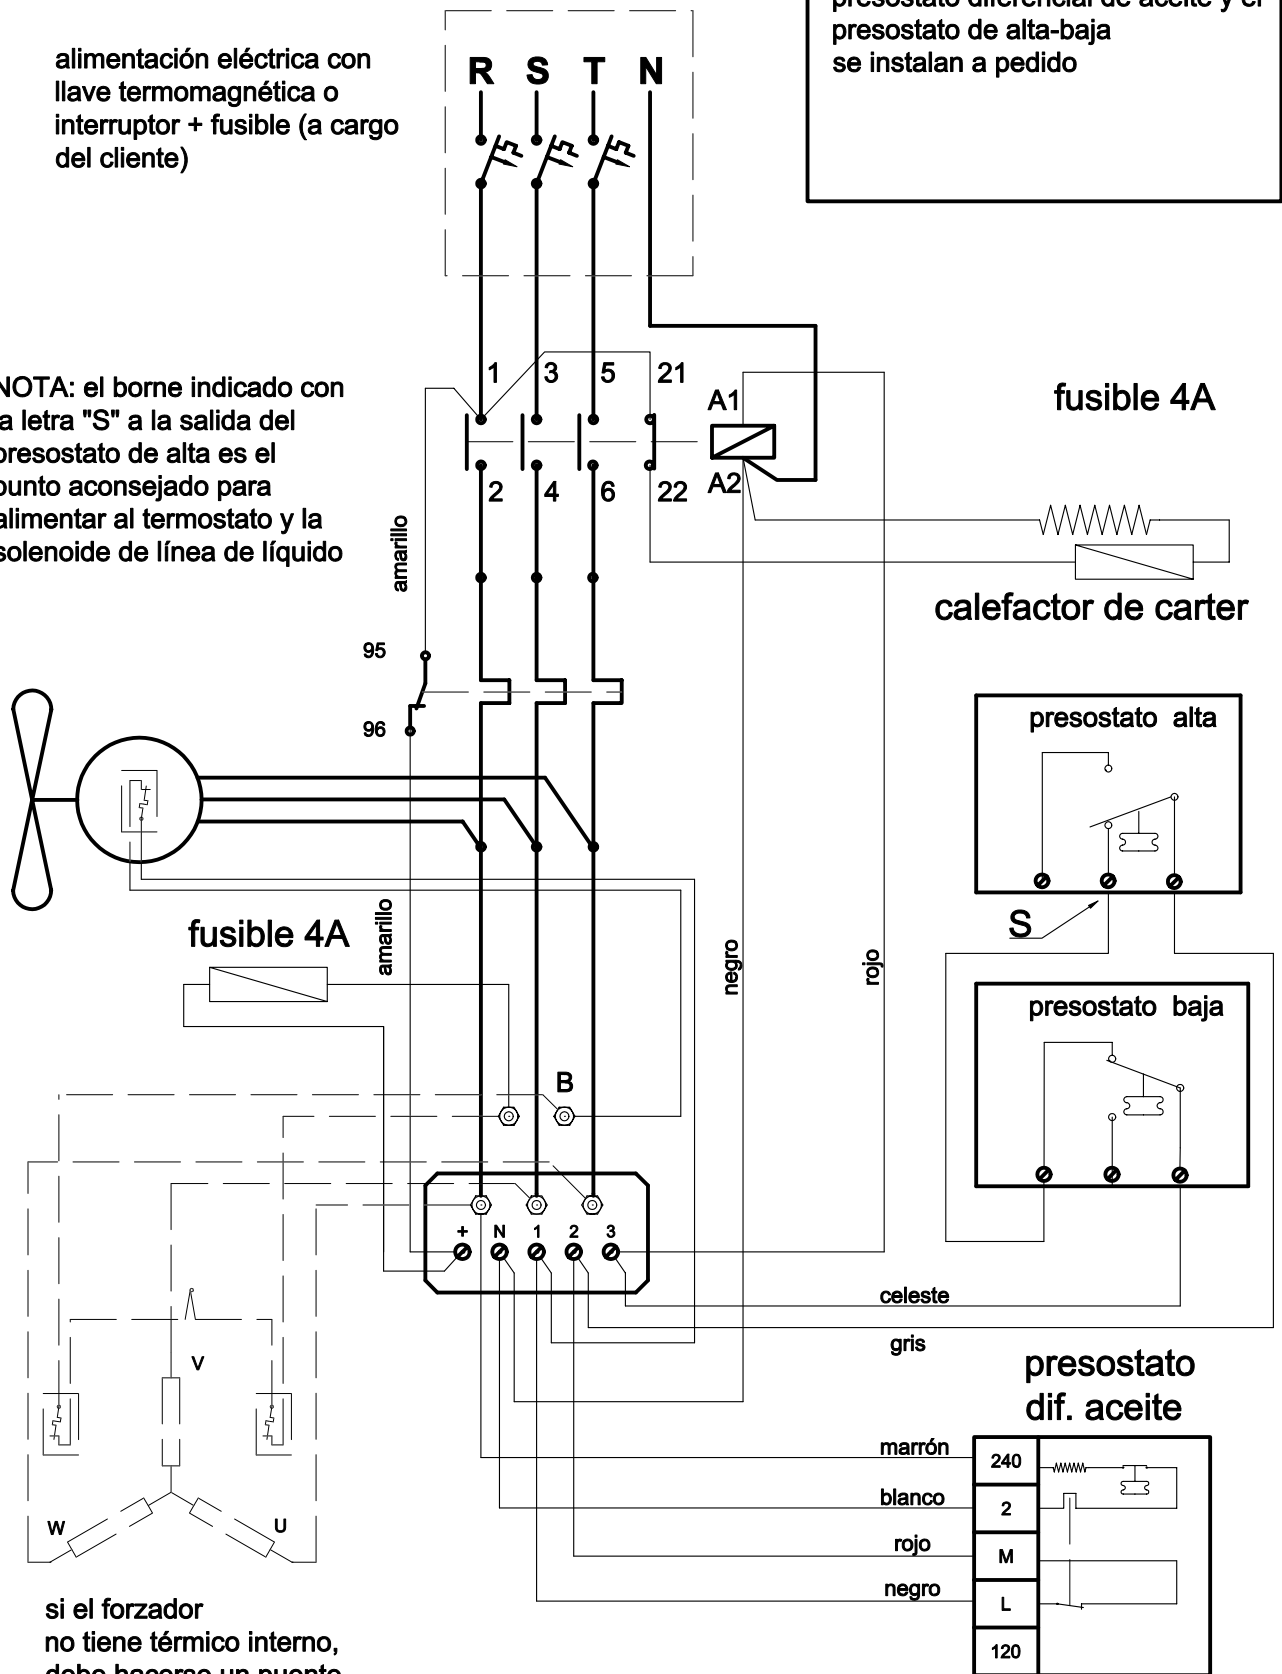 presostato diferencial de aceite y el
presostato de alta-baja
se instalan a pedido
alimentación eléctrica con
llave termomagnética o
interruptor + fusible (a cargo
del cliente)
R S T N
NOTA: el borne indicado con
la letra "S" a la salida del
presostato de alta es el
punto aconsejado para
alimentar al termostato y la
solenoide de línea de líquido
1 3 5 21
A1
2 4 6 22 A2
fusible 4A
calefactor de carter
amarillo
95
96
presostato alta
S
presostato baja
fusible 4A
amarillo
negro
rojo
B
+ N 1 2 3
celeste
gris
V
W
U
presostato
dif. aceite
marrón 240
blanco 2
rojo M
negro L
120
si el forzador
no tiene térmico interno,
debe hacerse un puente